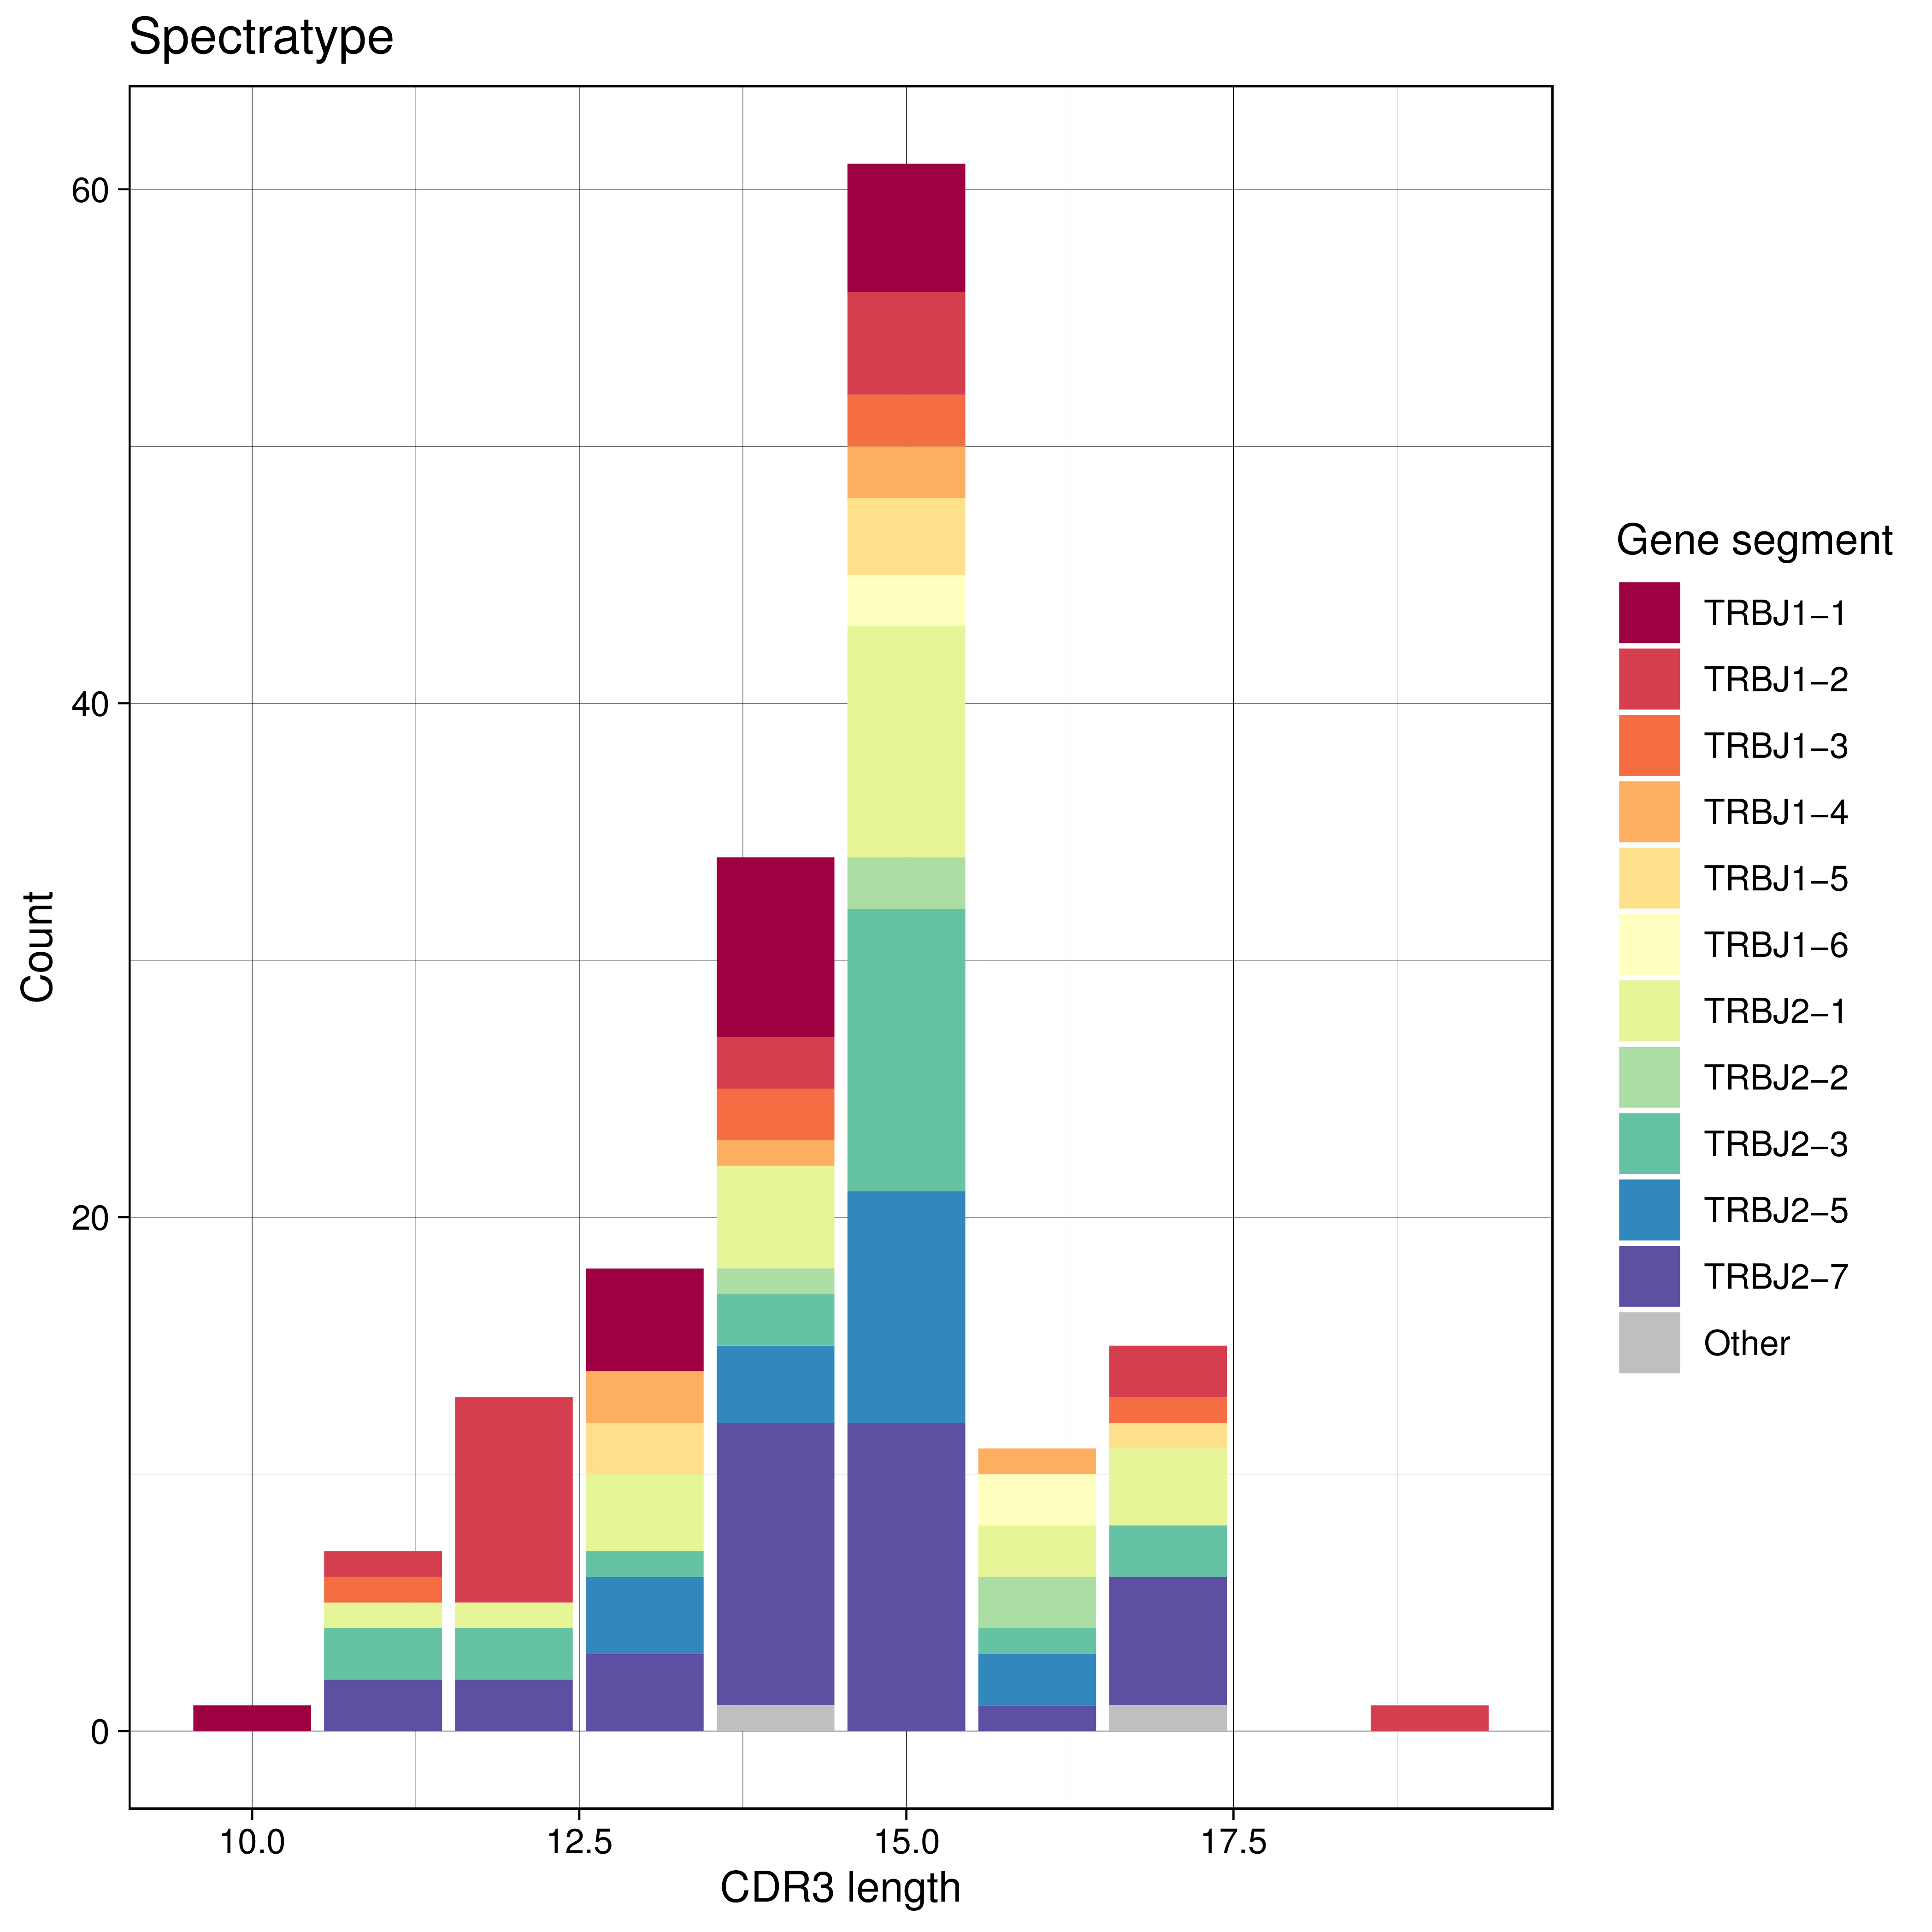 Spectratype
60
40
20
0
Count
10.0 12.5 15.0 17.5
CDR3 length
Gene segment
TRBJ1−1
TRBJ1−2
TRBJ1−3
TRBJ1−4
TRBJ1−5
TRBJ1−6
TRBJ2−1
TRBJ2−2
TRBJ2−3
TRBJ2−5
TRBJ2−7
Other